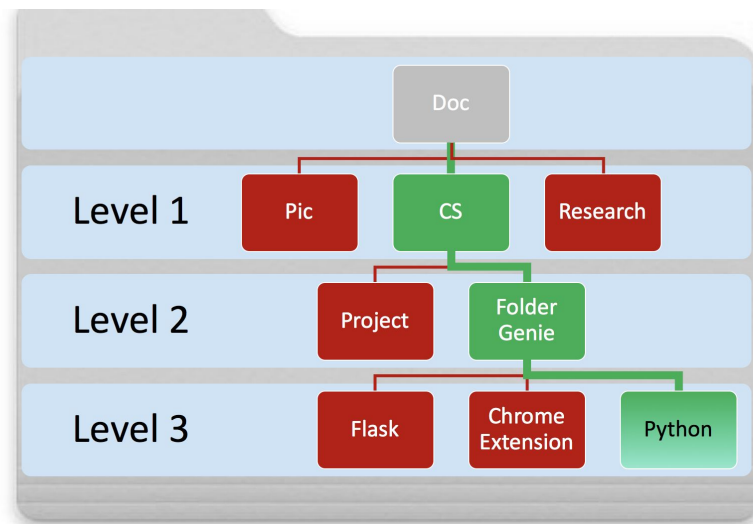 Doc
Level 1
Pic
CS
Research
Level 2
Project
Folder
Genie
Level 3
Flask
Chrome
Extension
Python